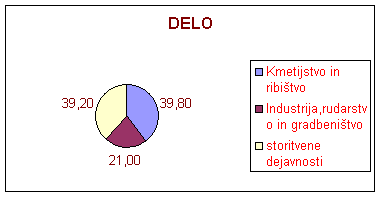 DELO
39,20
39,80
21,00
Kmetijstvo in
ribištvo
Industrija,rudarstv
o in gradbeništvo
storitvene
dejavnosti